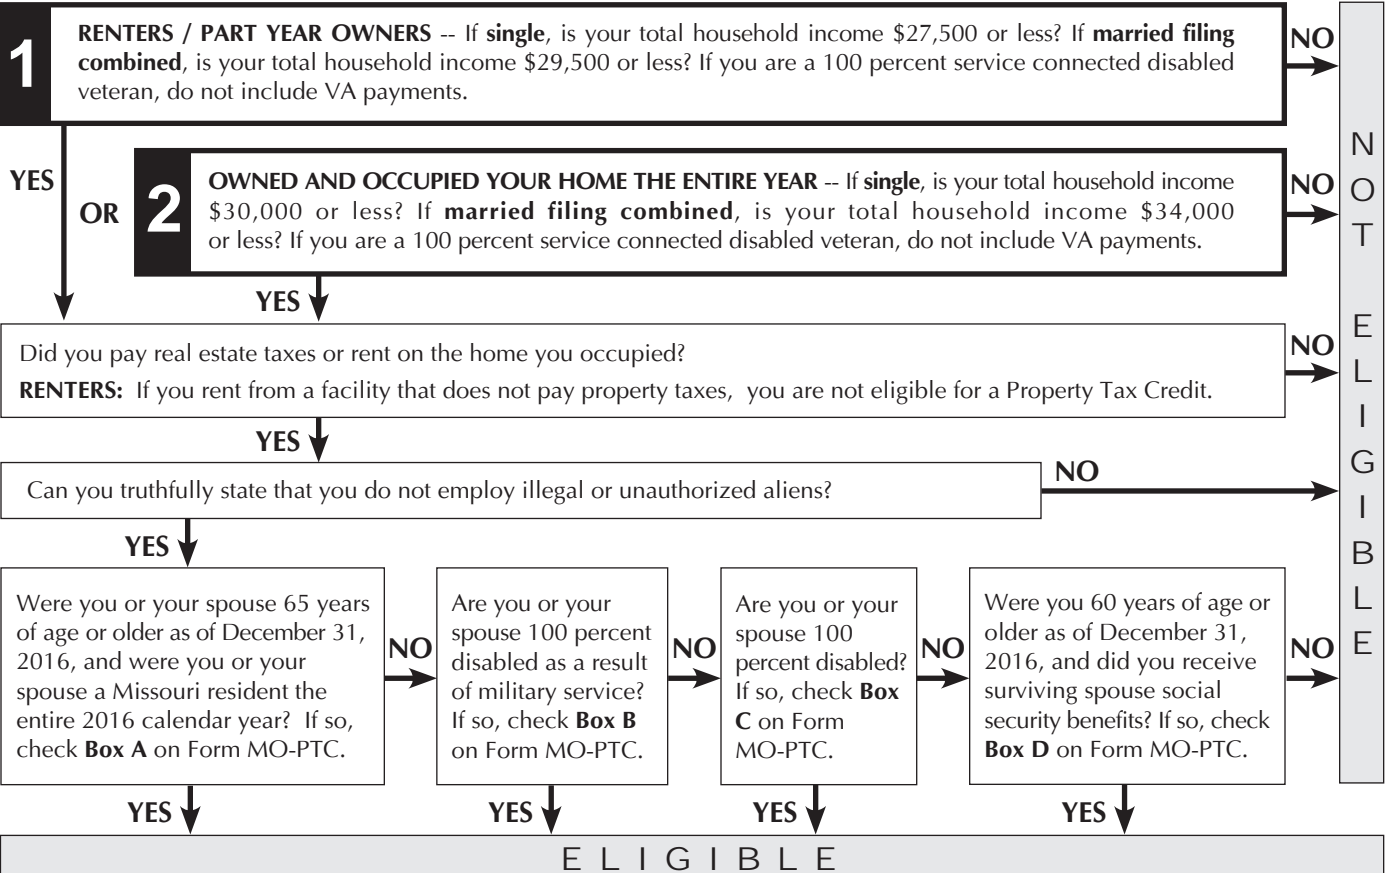 1
RENTERS / PART YEAR OWNERS -- If single, is your total household income $27,500 or less? If married filing
combined, is your total household income $29,500 or less? If you are a 100 percent service connected disabled
veteran, do not include VA payments.
NO
YES
OR
2
OWNED AND OCCUPIED YOUR HOME THE ENTIRE YEAR -- If single, is your total household income
$30,000 or less? If married filing combined, is your total household income $34,000
or less? If you are a 100 percent service connected disabled veteran, do not include VA payments.
NO
YES
Did you pay real estate taxes or rent on the home you occupied?
RENTERS: If you rent from a facility that does not pay property taxes, you are not eligible for a Property Tax Credit.
NO
YES
Can you truthfully state that you do not employ illegal or unauthorized aliens?
NO
YES
Were you or your spouse 65 years
of age or older as of December 31,
2016, and were you or your
spouse a Missouri resident the
entire 2016 calendar year? If so,
check Box A on Form MO-PTC.
NO
Are you or your
spouse 100 percent
disabled as a result
of military service?
If so, check Box B
on Form MO-PTC.
NO
Are you or your
spouse 100
percent disabled?
If so, check Box
C on Form
MO-PTC.
NO
Were you 60 years of age or
older as of December 31,
2016, and did you receive
surviving spouse social
security benefits? If so, check
Box D on Form MO-PTC.
NO
YES
YES
YES
YES
NOT ELIGIBLE
ELIGIBLE